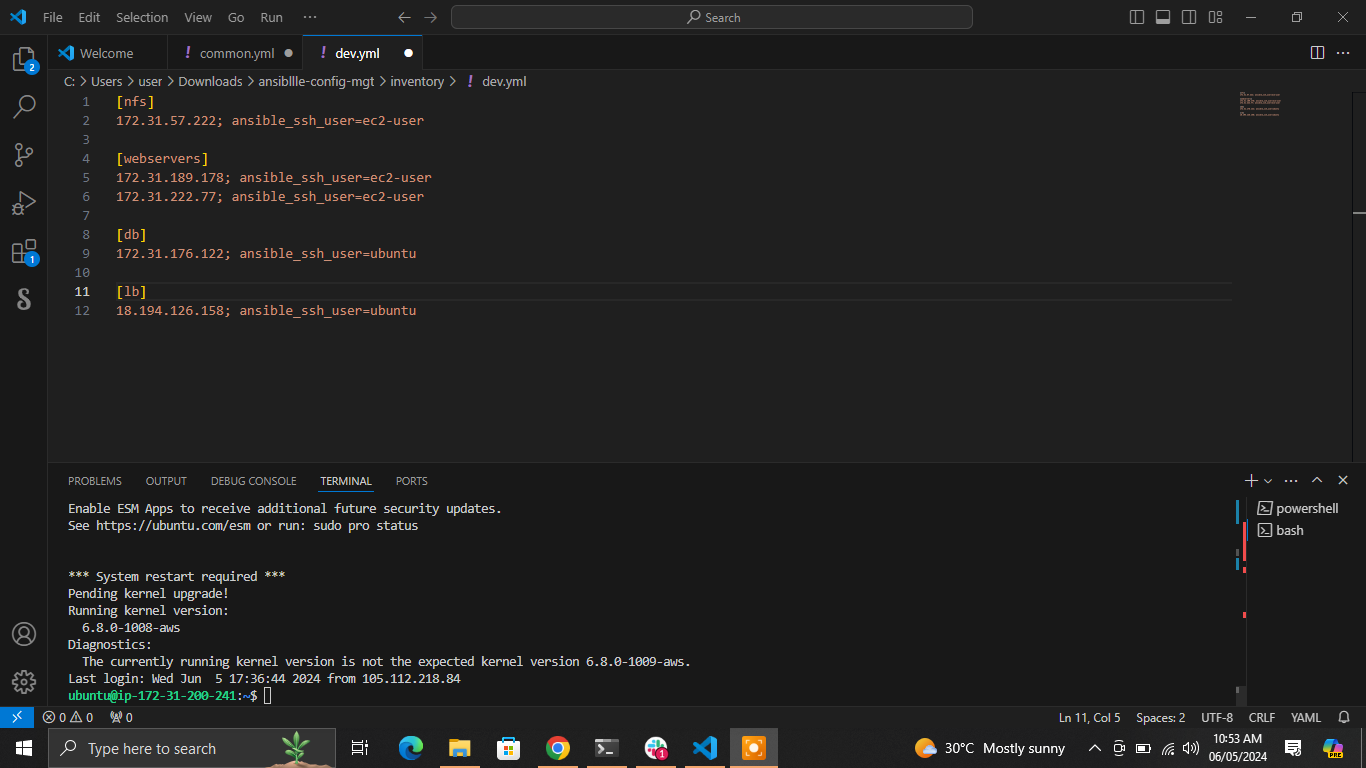 File Edit Selection View Go Run ··· Search
Welcome ! common.yml ! dev.yml
C: > Users > user > Downloads > ansibllle-config-mgt > inventory > ! dev.yml
1 [nfs]
2 172.31.57.222; ansible_ssh_user=ec2-user
3
4 [webservers]
5 172.31.189.178; ansible_ssh_user=ec2-user
6 172.31.222.77; ansible_ssh_user=ec2-user
7
8 [db]
9 172.31.176.122; ansible_ssh_user=ubuntu
10
11 [lb]
12 18.194.126.158; ansible_ssh_user=ubuntu
2
1
PROBLEMS OUTPUT DEBUG CONSOLE TERMINAL PORTS
Enable ESM Apps to receive additional future security updates.
See https://ubuntu.com/esm or run: sudo pro status
*** System restart required ***
Pending kernel upgrade!
Running kernel version:
6.8.0-1008-aws
Diagnostics:
The currently running kernel version is not the expected kernel version 6.8.0-1009-aws.
Last login: Wed Jun  5 17:36:44 2024 from 105.112.218.84
ubuntu@ip-172-31-200-241:~$
powershell
bash
0 0 0 Ln 11, Col 5 Spaces: 2 UTF-8 CRLF YAML
Type here to search 1 30°C Mostly sunny 10:53 AM
06/05/2024
PRE